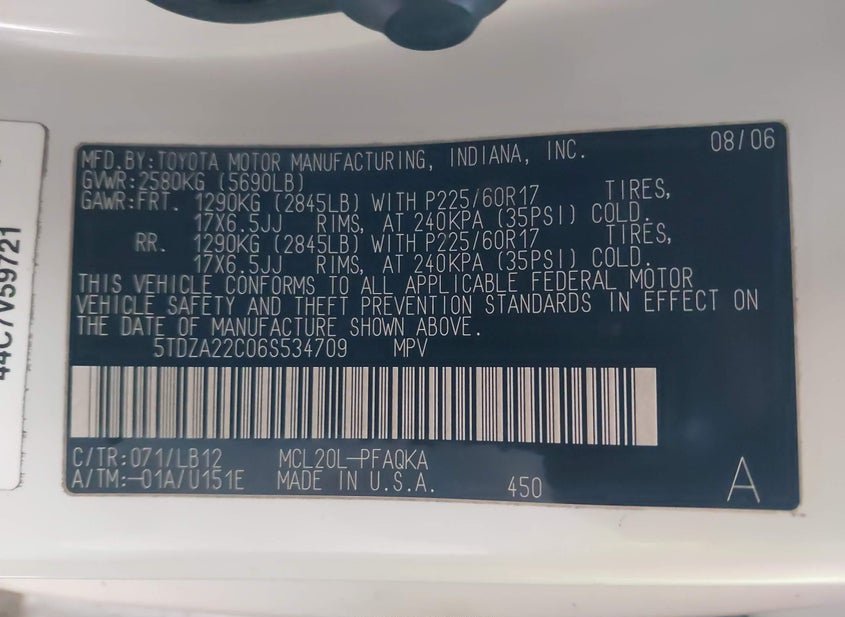 08/06
MFD.BY:TOYOTA MOTOR MANUFACTURING, INDIANA, INC.
GVWR:2580KG (5690LB)
GAWR:FRT. 1290KG (2845LB) WITH P225/60R17 TIRES,
17X6.5JJ RIMS, AT 240KPA (35PSI) COLD.
RR. 1290KG (2845LB) WITH P225/60R17 TIRES,
17X6.5JJ RIMS, AT 240KPA (35PSI) COLD.
THIS VEHICLE CONFORMS TO ALL APPLICABLE FEDERAL MOTOR
VEHICLE SAFETY AND THEFT PREVENTION STANDARDS IN EFFECT ON
THE DATE OF MANUFACTURE SHOWN ABOVE.
5TDZA22C06S534709 MPV
C/TR:071/LB12 MCL20L-PFAQKA
A/TM:-01A/U151E MADE IN U.S.A. 450 A